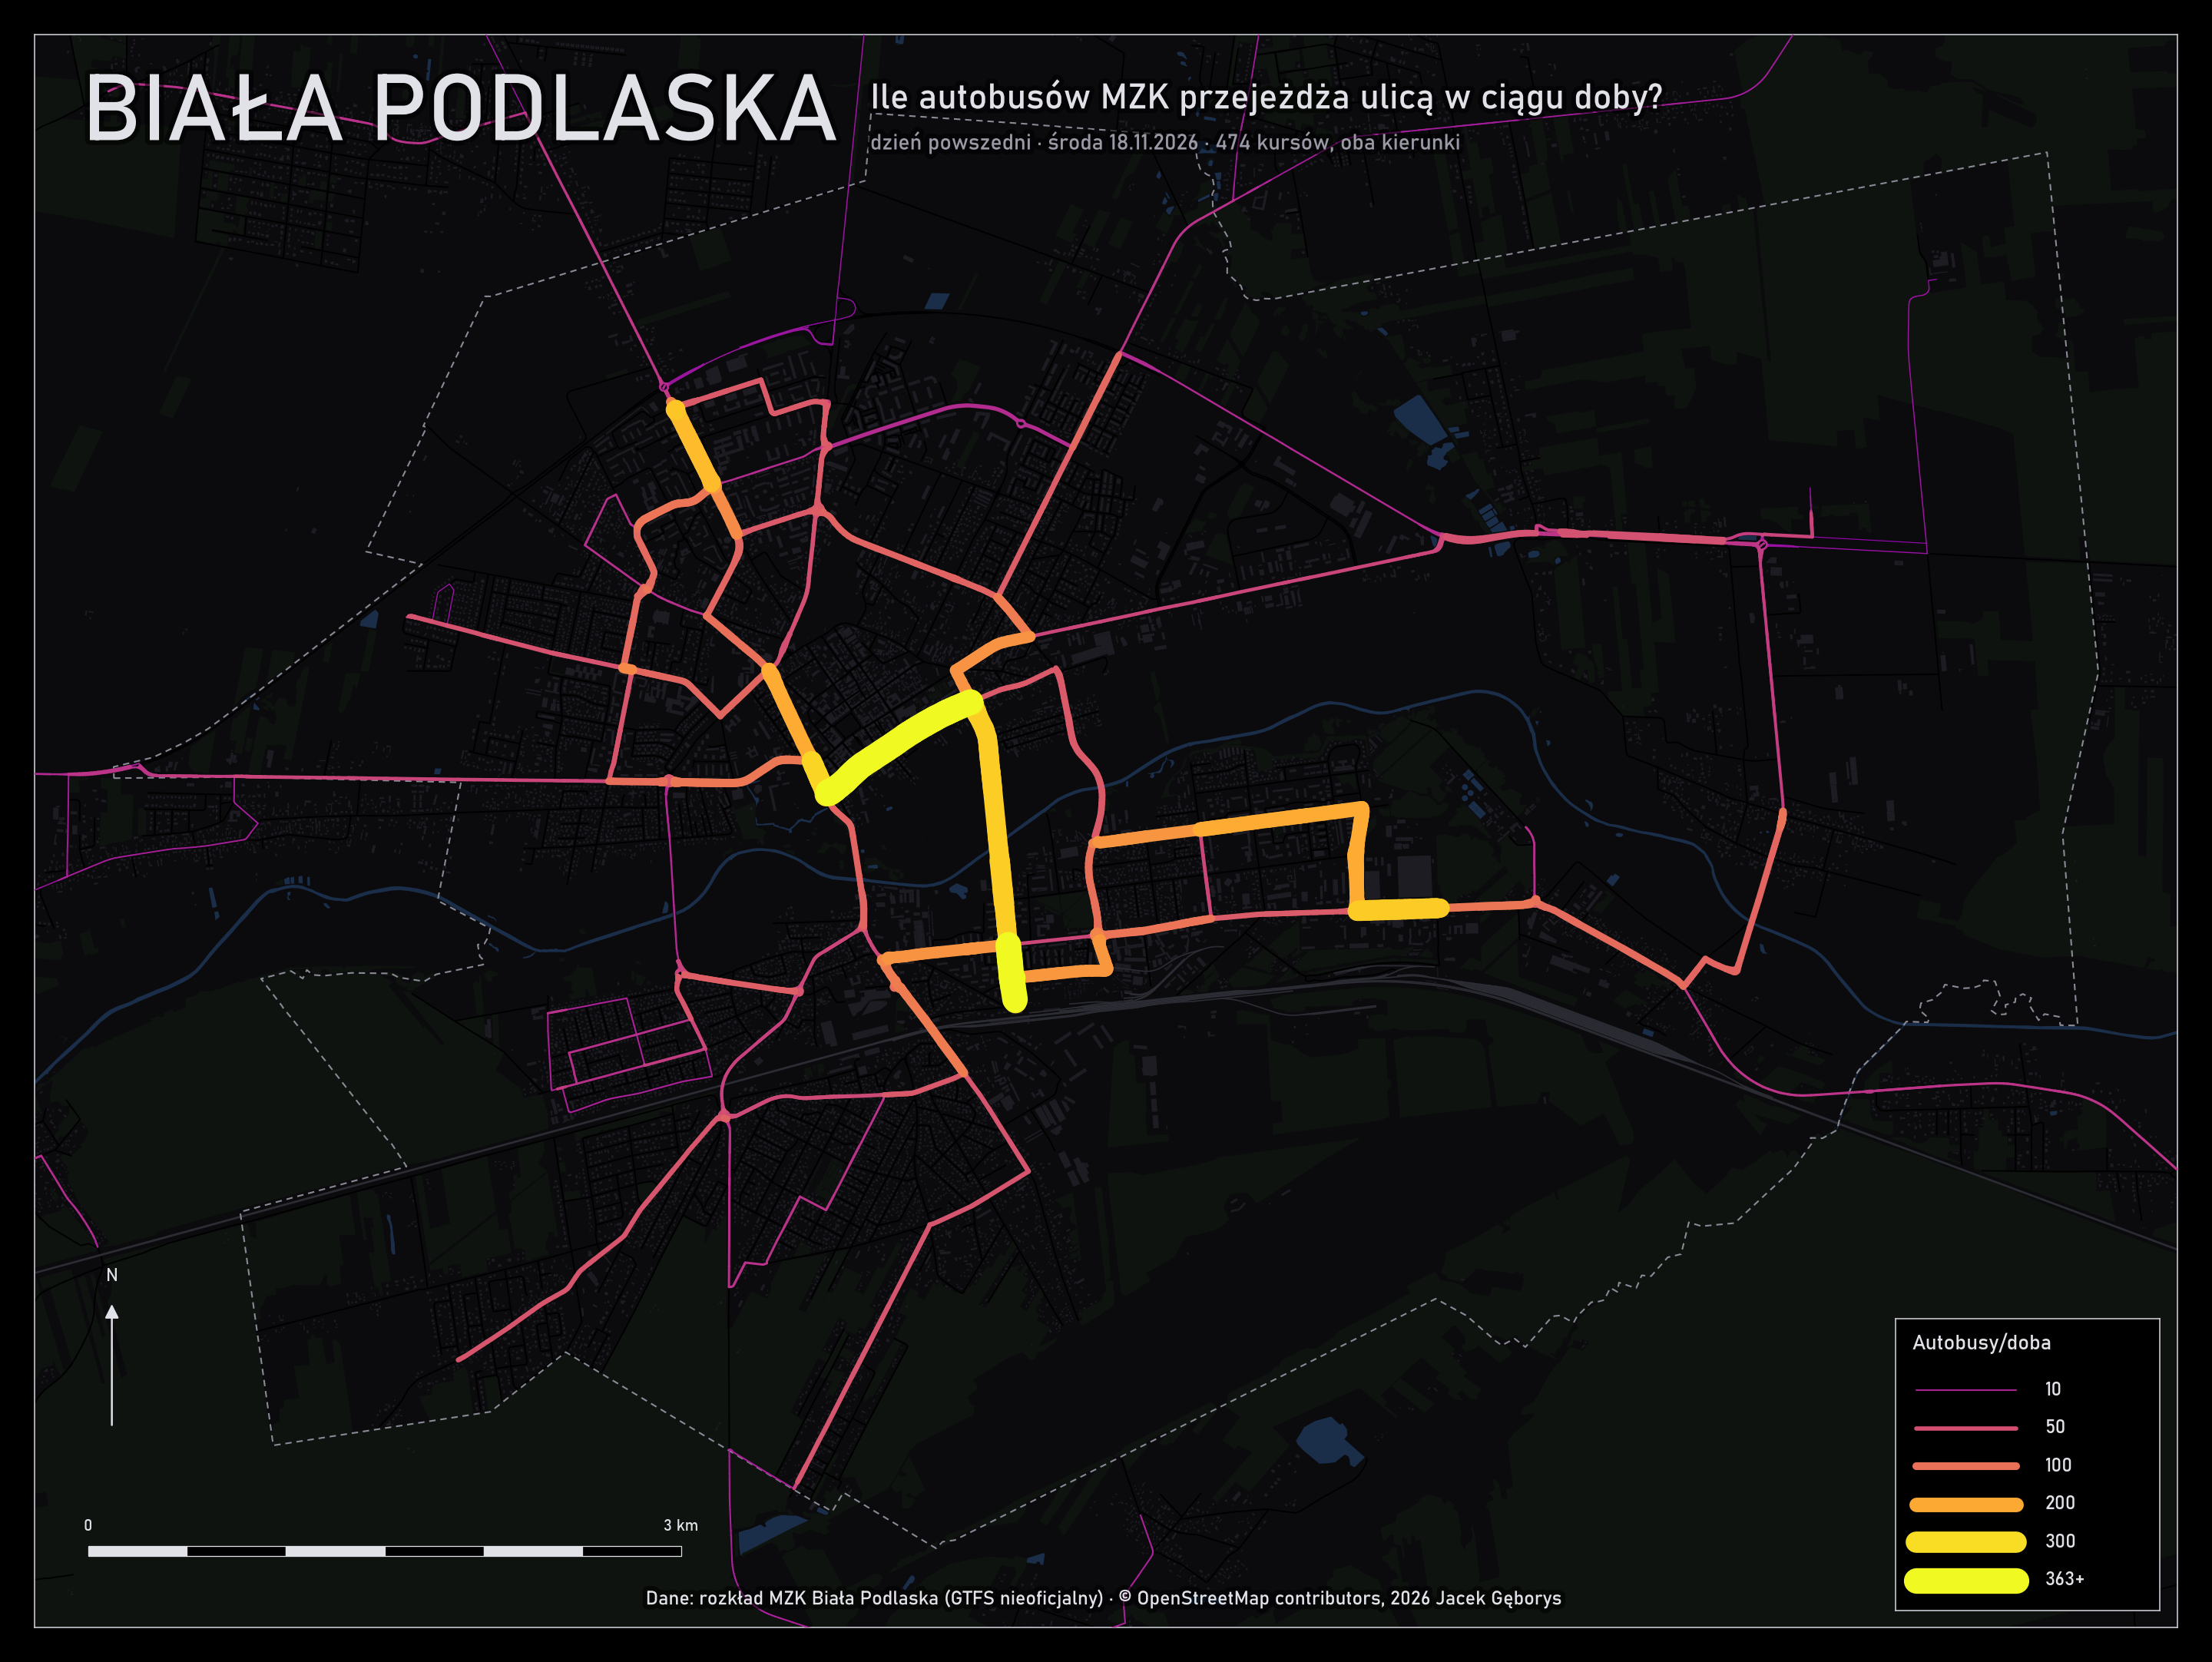 BIAŁA PODLASKA
Ile autobusów MZK przejeżdża ulicą w ciągu doby?
dzień powszedni · środa 18.11.2026 · 474 kursów, oba kierunki
N
0
3 km
Autobusy/doba
10
50
100
200
300
363+
Dane: rozkład MZK Biała Podlaska (GTFS nieoficjalny) · © OpenStreetMap contributors, 2026 Jacek Gęborys